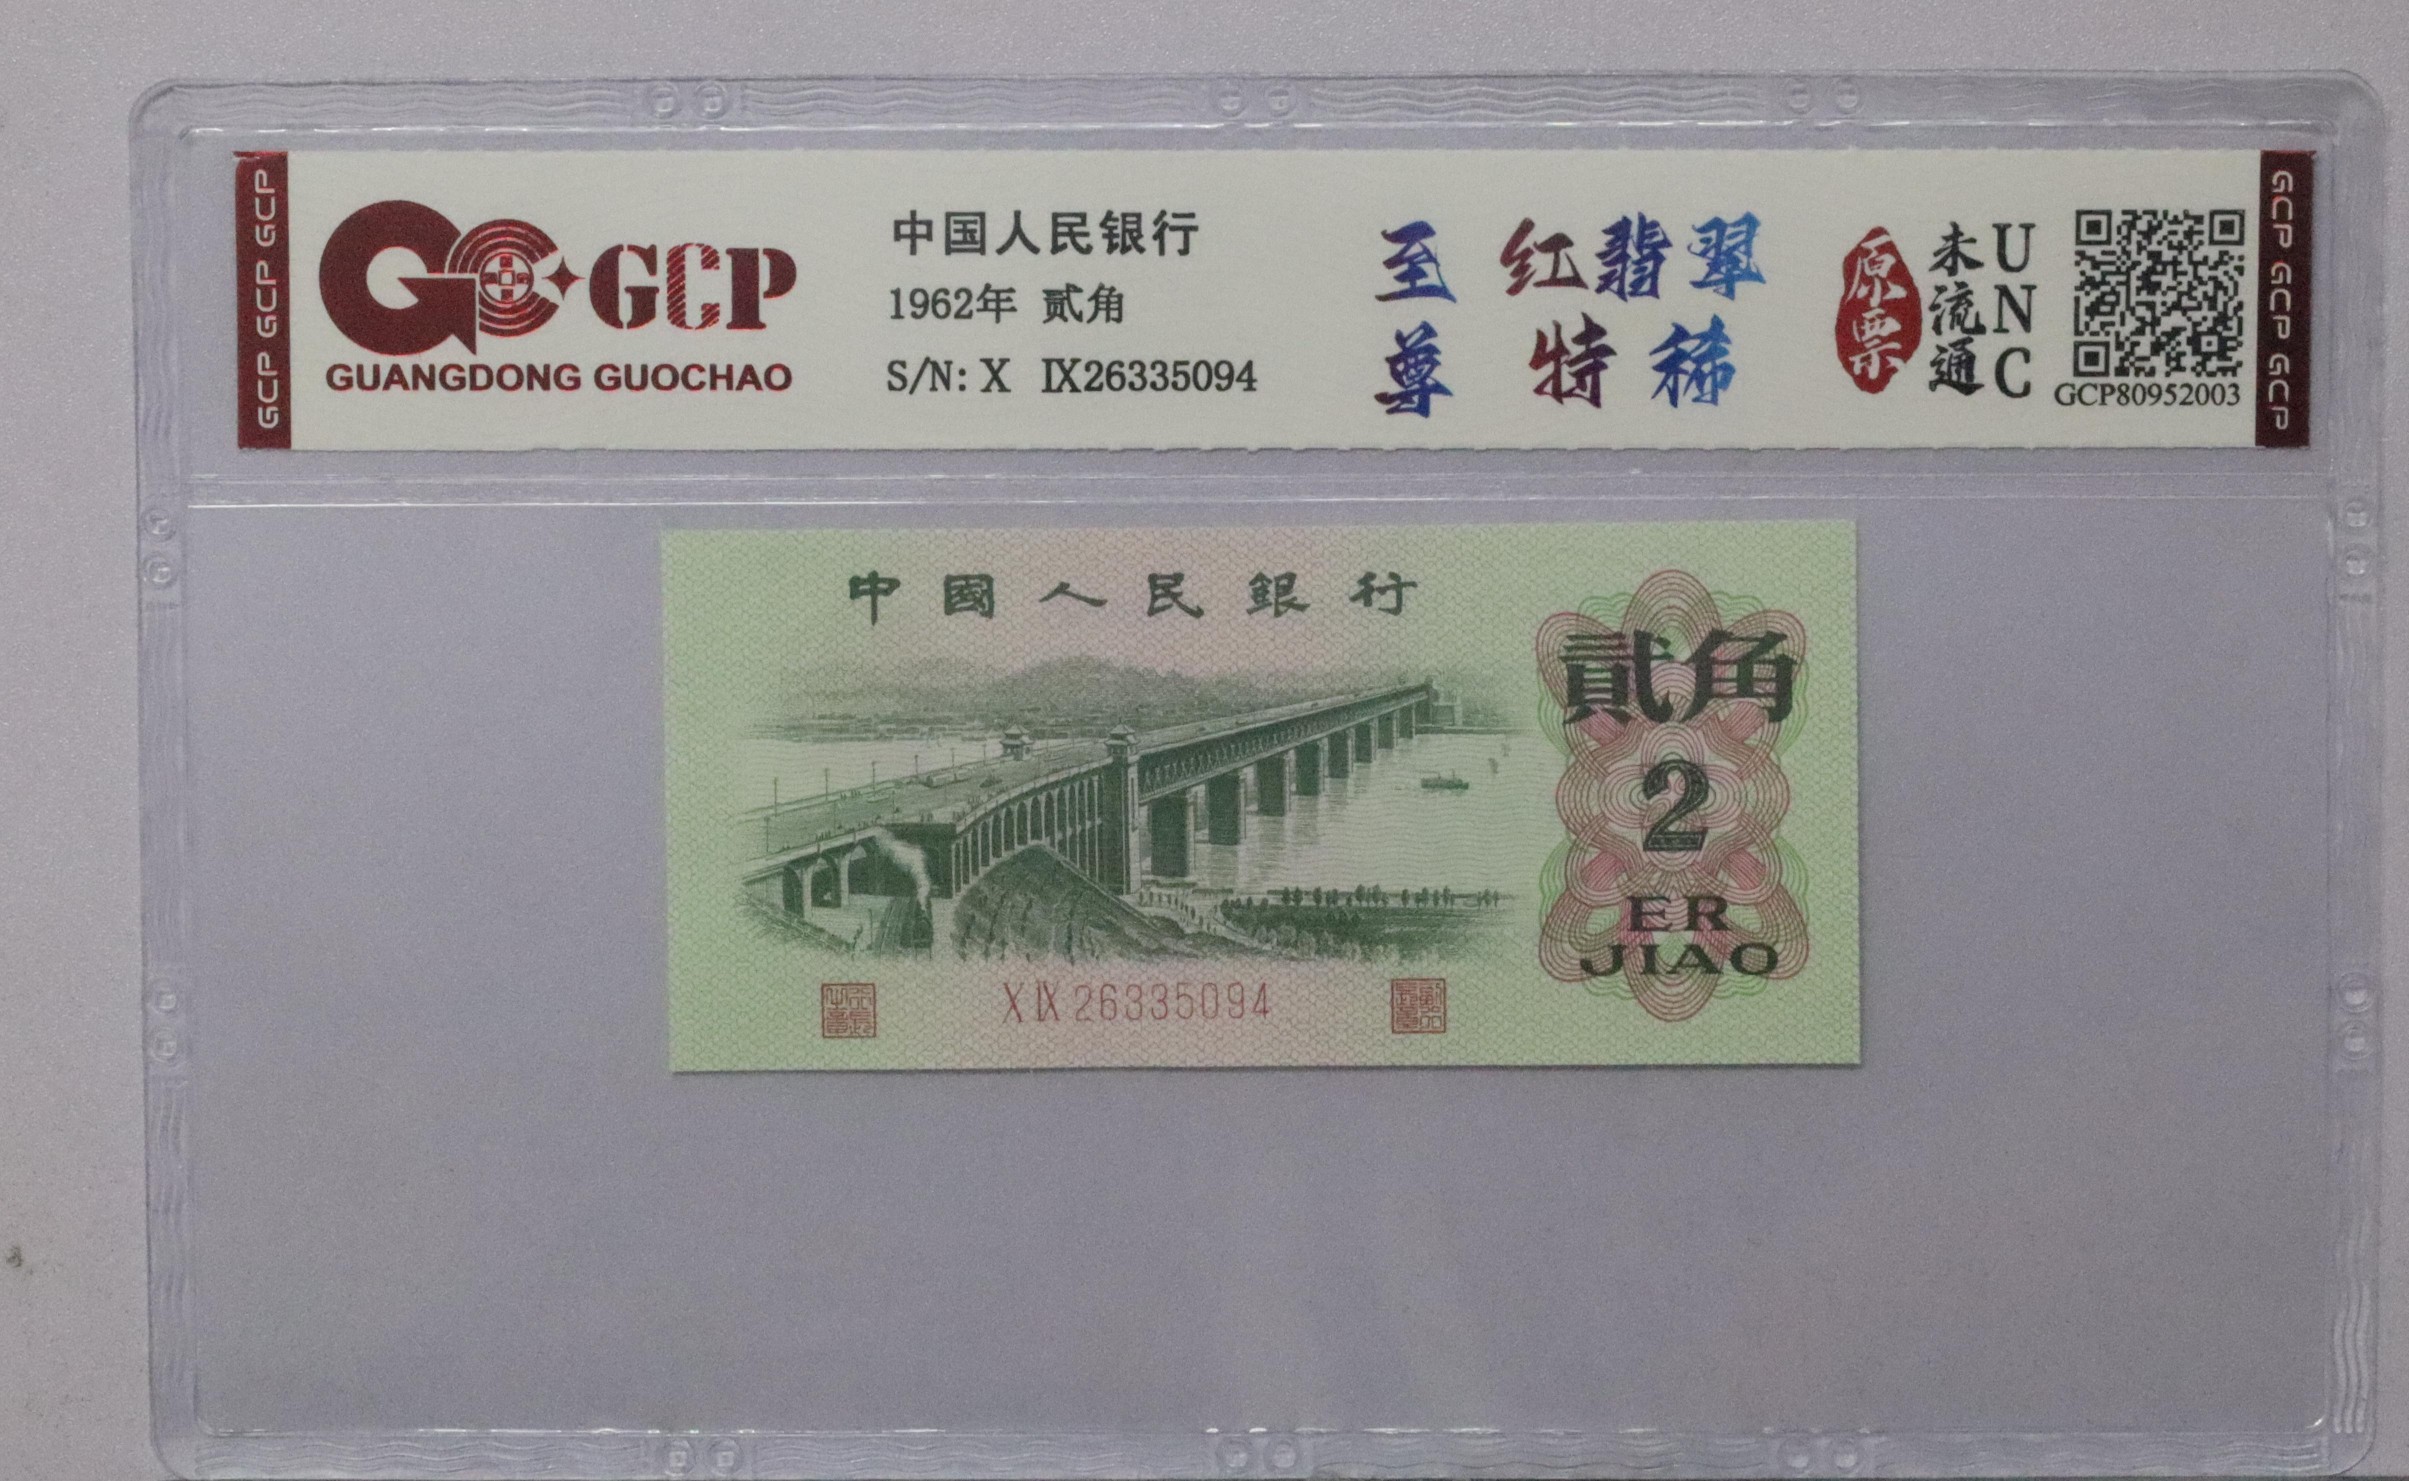 GCP GCP GCP
GCP
GUANGDONG GUOCHAO
中国人民银行
1962年 贰角
S/N: X Ⅸ26335094
至尊
红翡翠
特稀
原票
未流通
UNC
GCP80952003
GCP GCP GCP
中國人民銀行
貳角
2
ER
JIAO
X Ⅸ 26335094